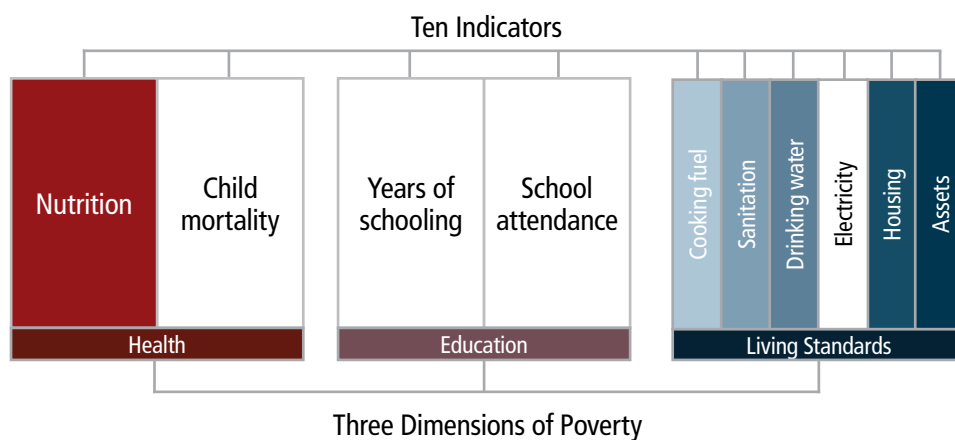 Ten Indicators
Nutrition
Child
mortality
Years of
schooling
School
attendance
Cooking fuel
Sanitation
Drinking water
Electricity
Housing
Assets
Health
Education
Living Standards
Three Dimensions of Poverty